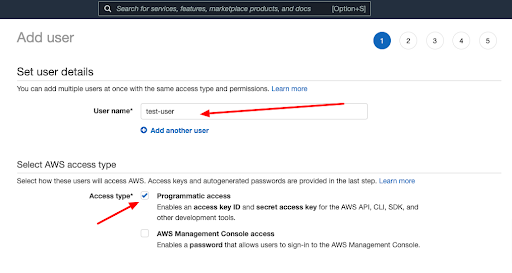 Search for services, features, marketplace products, and docs [Option+S]
Add user
1 2 3 4 5
Set user details
You can add multiple users at once with the same access type and permissions. Learn more
User name* test-user
Add another user
Select AWS access type
Select how these users will access AWS. Access keys and autogenerated passwords are provided in the last step. Learn more
Access type* Programmatic access
Enables an access key ID and secret access key for the AWS API, CLI, SDK, and
other development tools.
AWS Management Console access
Enables a password that allows users to sign-in to the AWS Management Console.